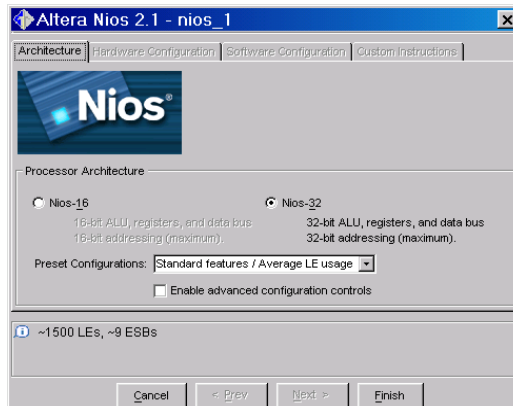 Altera Nios 2.1 - nios_1
Architecture Hardware Configuration Software Configuration Custom Instructions
Nios®
Processor Architecture
Nios-16
16-bit ALU, registers, and data bus
16-bit addressing (maximum).
Nios-32
32-bit ALU, registers, and data bus
32-bit addressing (maximum).
Preset Configurations: Standard features / Average LE usage
Enable advanced configuration controls
~1500 LEs, ~9 ESBs
Cancel < Prev Next > Finish